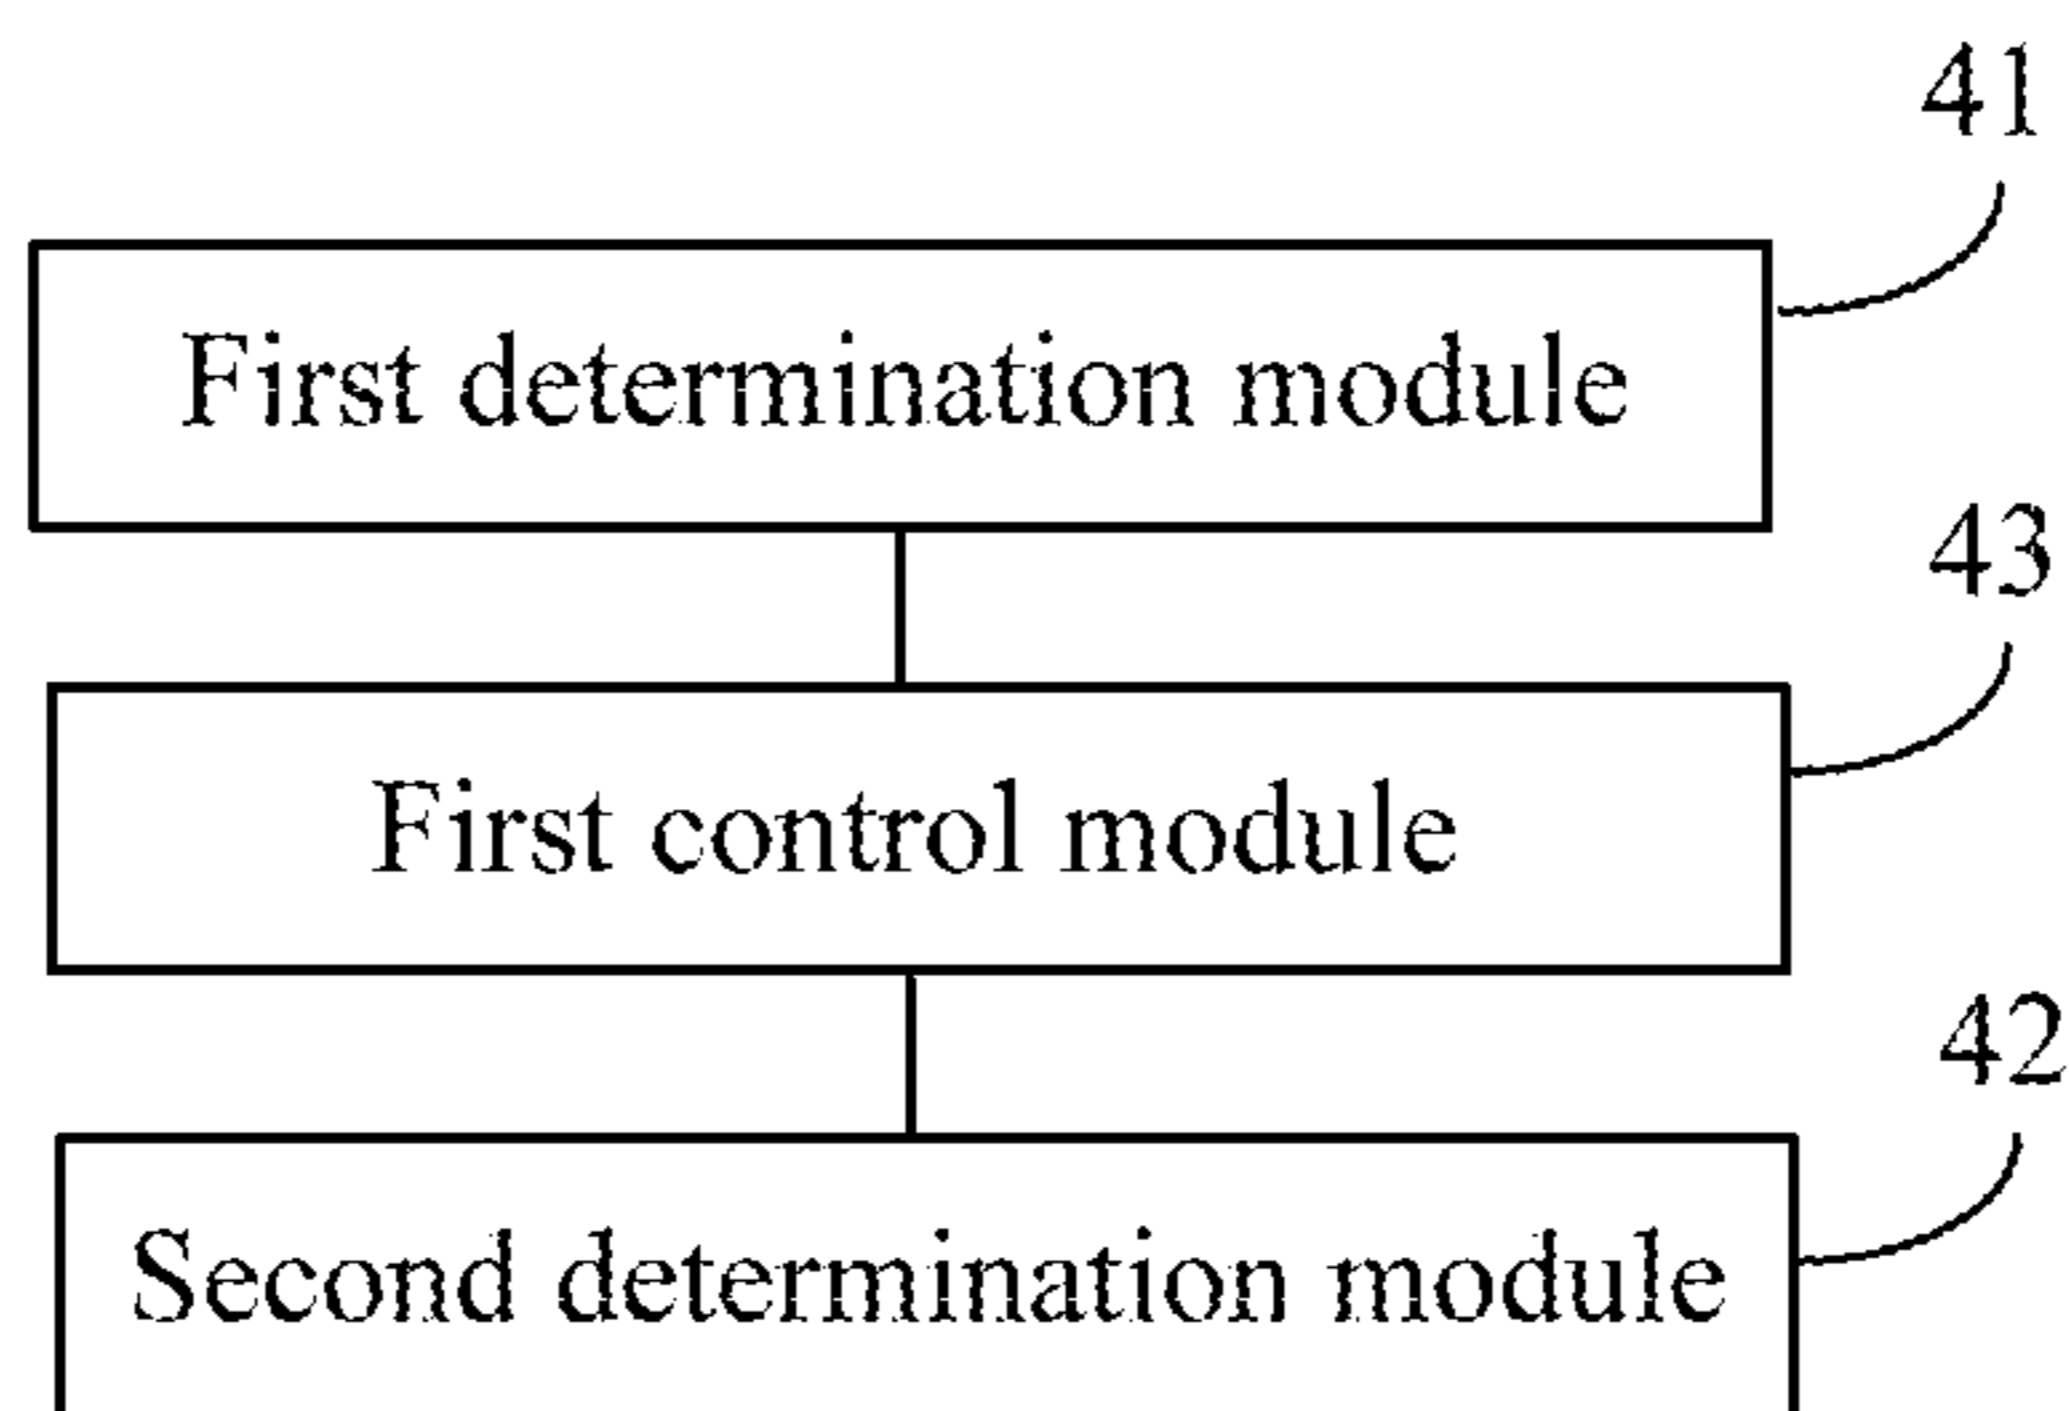 41
First determination module
43
First control module
42
Second determination module